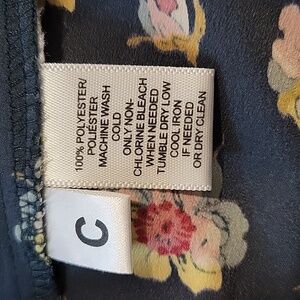 100% POLYESTER/
POLIÉSTER
MACHINE WASH
COLD
ONLY NON-
CHLORINE BLEACH
WHEN NEEDED
TUMBLE DRY LOW
COOL IRON
IF NEEDED
OR DRY CLEAN
C